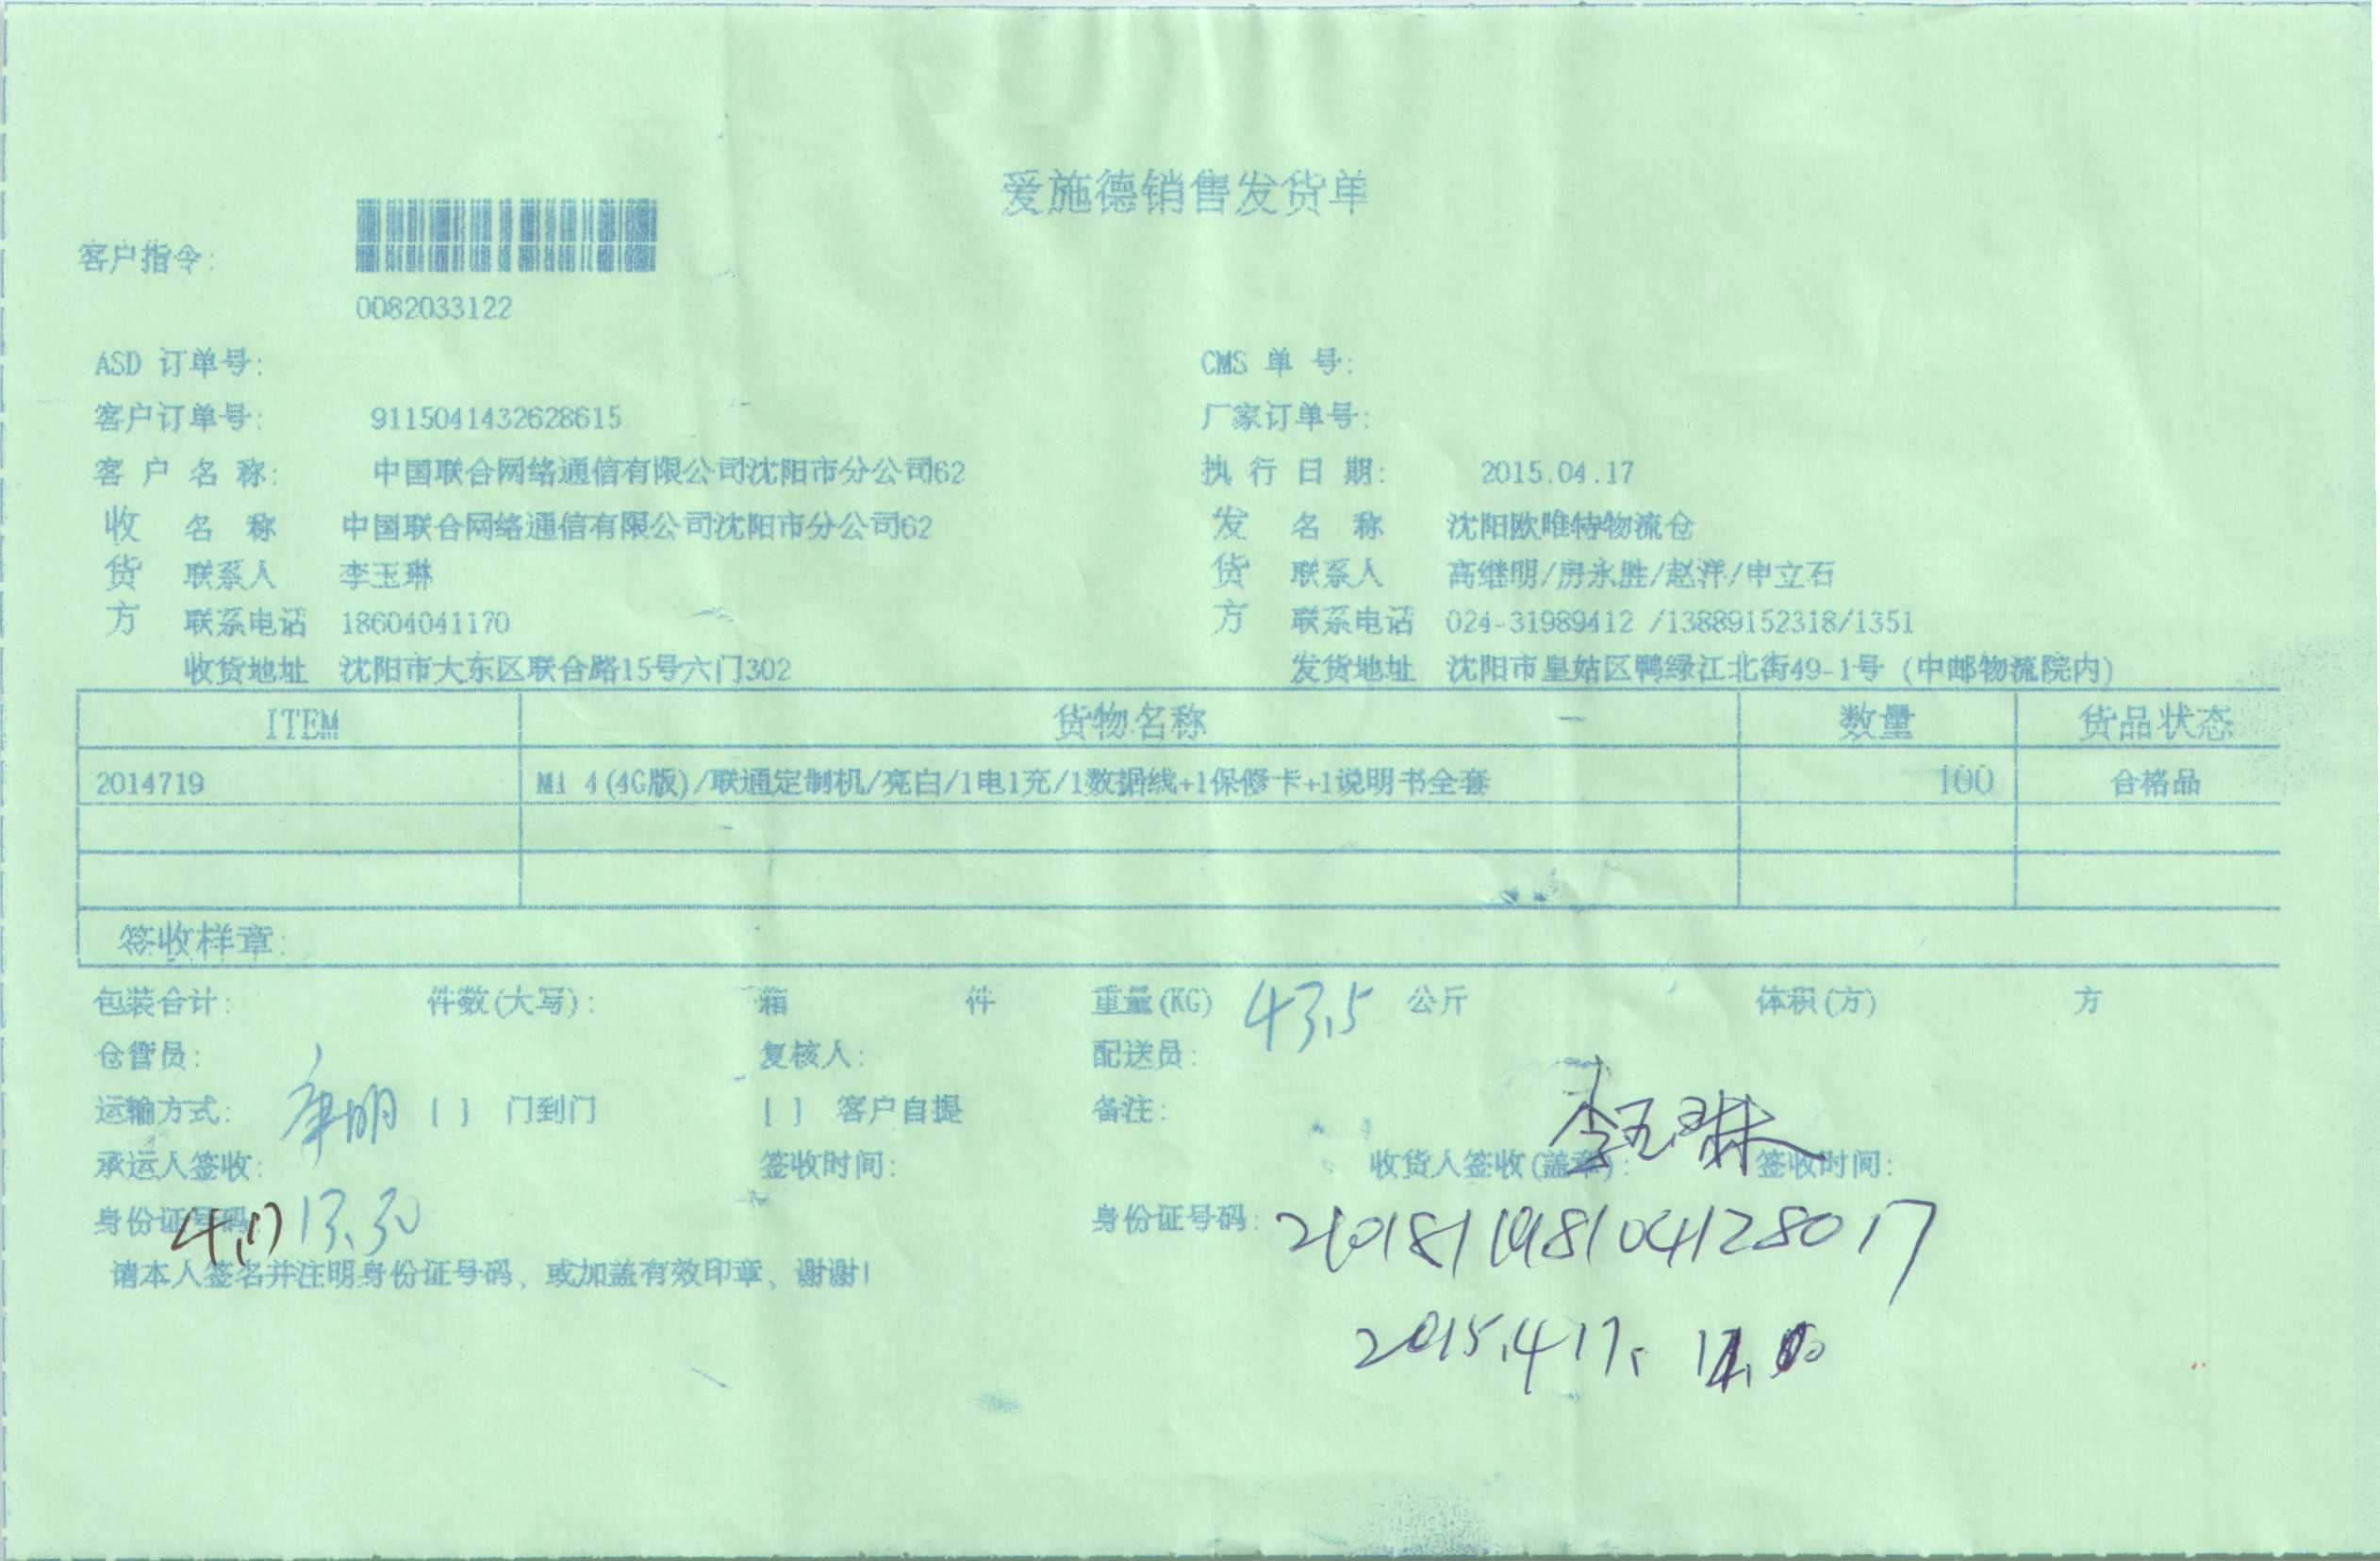 爱施德销售发货单
客户指令:
0082033122
ASD 订单号: CMS 单 号:
客户订单号: 9115041432628615 厂家订单号:
客 户 名 称: 中国联合网络通信有限公司沈阳市分公司62 执 行 日 期: 2015.04.17
收 名 称 中国联合网络通信有限公司沈阳市分公司62 发 名 称 沈阳欧唯特物流仓
货 联系人 李玉琳 货 联系人 高继明/房永胜/赵洋/申立石
方 联系电话 18604041170 方 联系电话 024-31989412 /13889152318/1351
收货地址 沈阳市大东区联合路15号六门302 发货地址 沈阳市皇姑区鸭绿江北街49-1号 (中邮物流院内)
ITEM 货物名称 数量 货品状态
2014719 Mi 4(4G版)/联通定制机/亮白/1电1充/1数据线+1保修卡+1说明书全套 100 合格品
签收样章:
包装合计: 件数(大写): 箱 件 重量(KG) 43.5 公斤 体积(方) 方
仓管员: 复核人: 配送员:
运输方式: [ ] 门到门 [ ] 客户自提 备注:
李玉琳
承运人签收: 签收时间: 收货人签收(盖章): 签收时间:
身份证号码: 4.17 13.30 身份证号码: 210181198104128017
请本人签名并注明身份证号码、或加盖有效印章、谢谢!
2015.4.17.